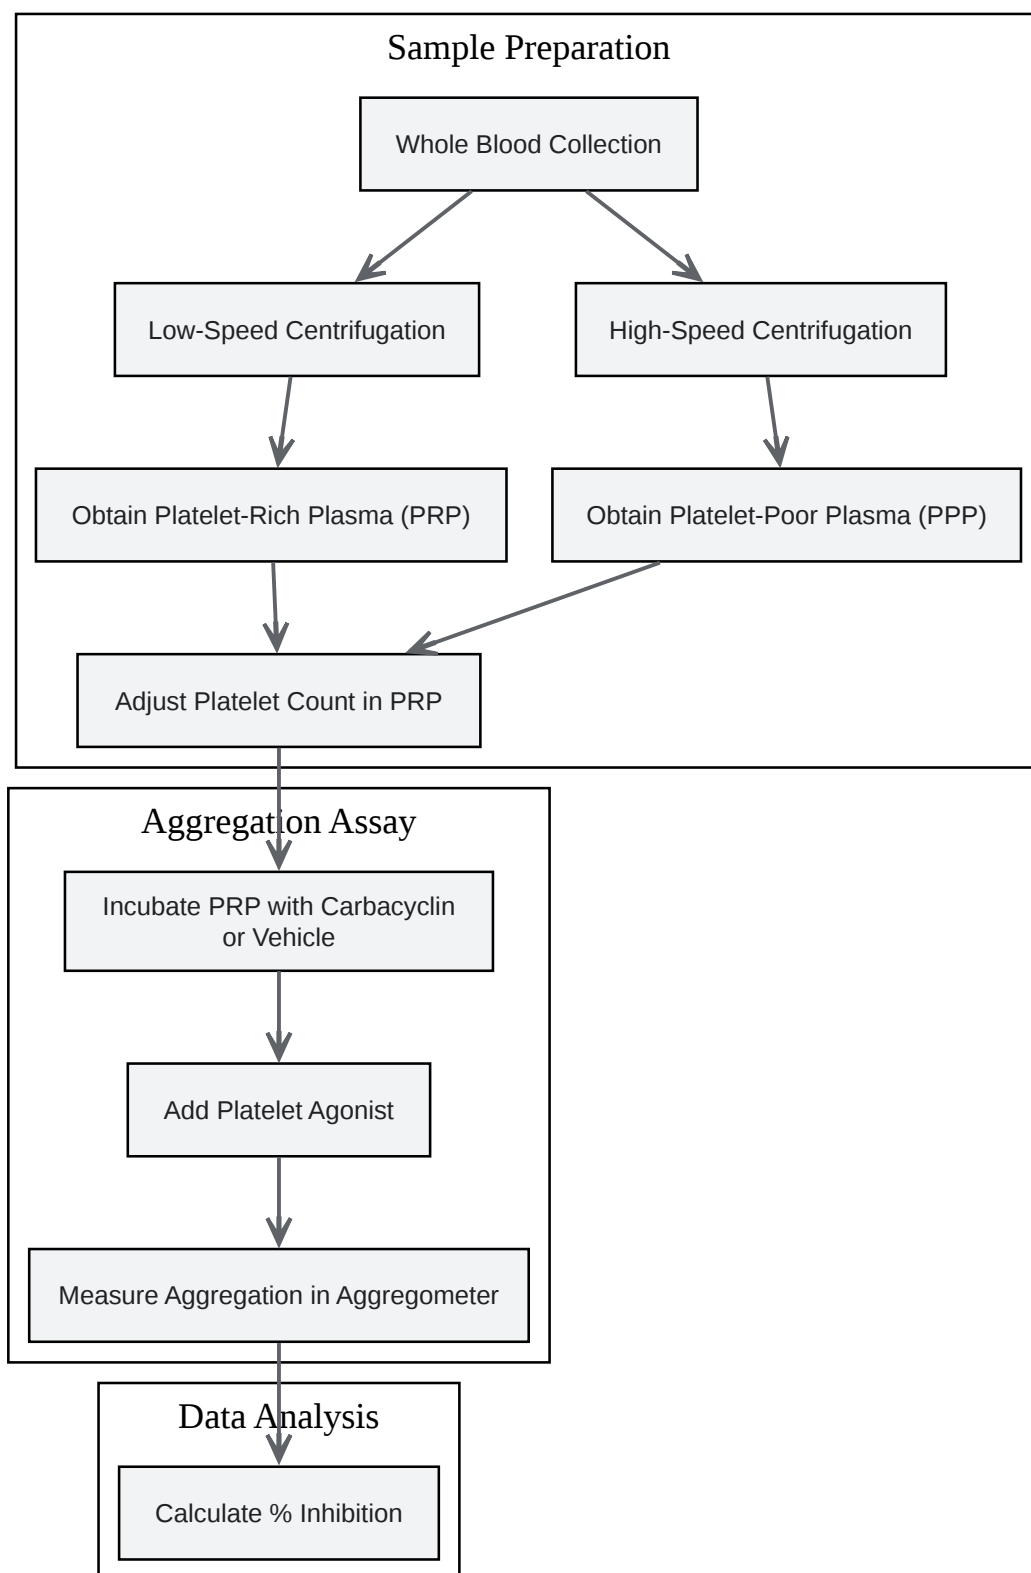 Sample Preparation
Whole Blood Collection
Low-Speed Centrifugation
High-Speed Centrifugation
Obtain Platelet-Rich Plasma (PRP)
Obtain Platelet-Poor Plasma (PPP)
Adjust Platelet Count in PRP
Aggregation Assay
Incubate PRP with Carbacyclin
or Vehicle
Add Platelet Agonist
Measure Aggregation in Aggregometer
Data Analysis
Calculate % Inhibition